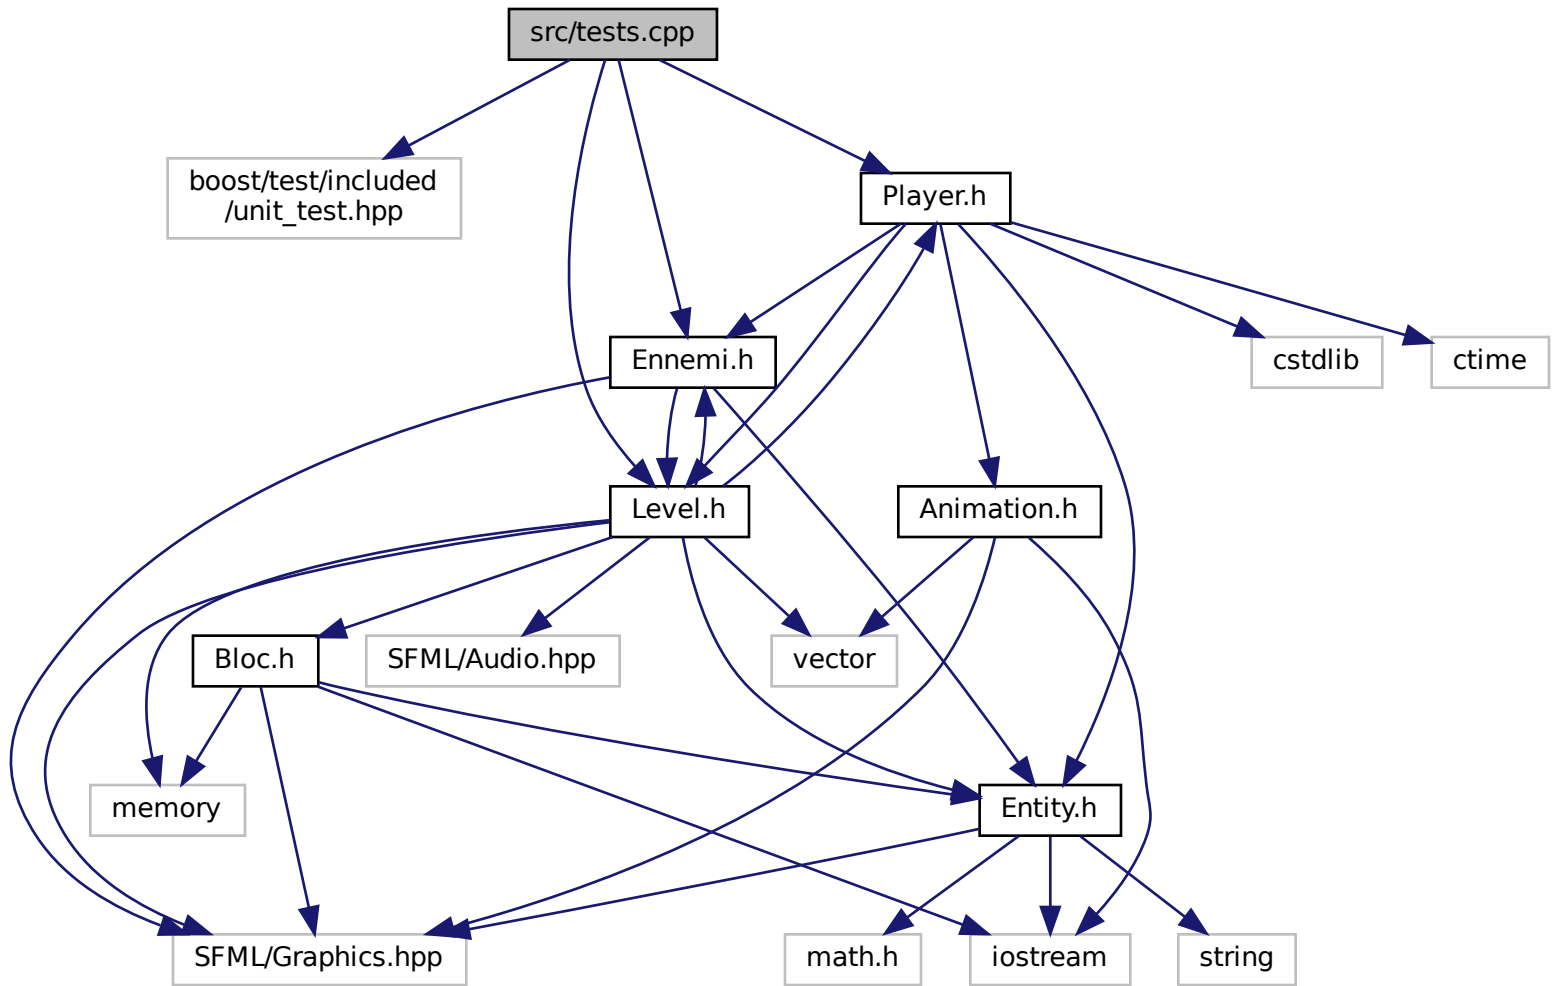 src/tests.cpp
boost/test/included
/unit_test.hpp
Player.h
Ennemi.h
cstdlib
ctime
Level.h
Animation.h
Bloc.h
SFML/Audio.hpp
vector
memory
Entity.h
SFML/Graphics.hpp
math.h
iostream
string